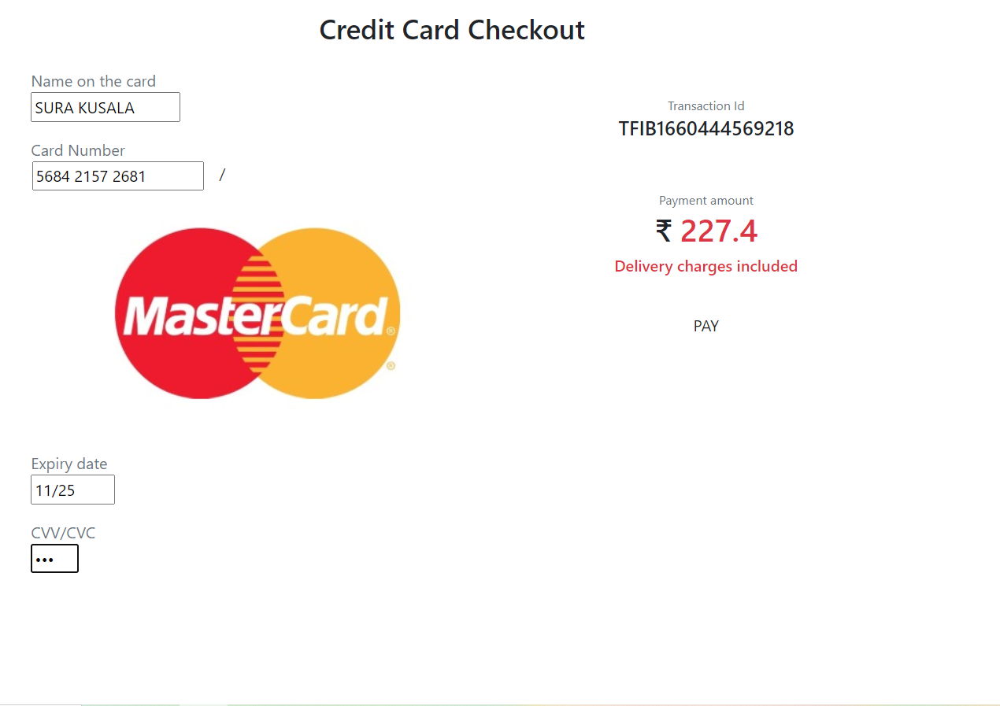 Credit Card Checkout
Name on the card
SURA KUSALA
Card Number
5684 2157 2681
/
MasterCard®
®
Expiry date
11/25
CVV/CVC
•••
Transaction Id
TFIB1660444569218
Payment amount
₹ 227.4
Delivery charges included
PAY